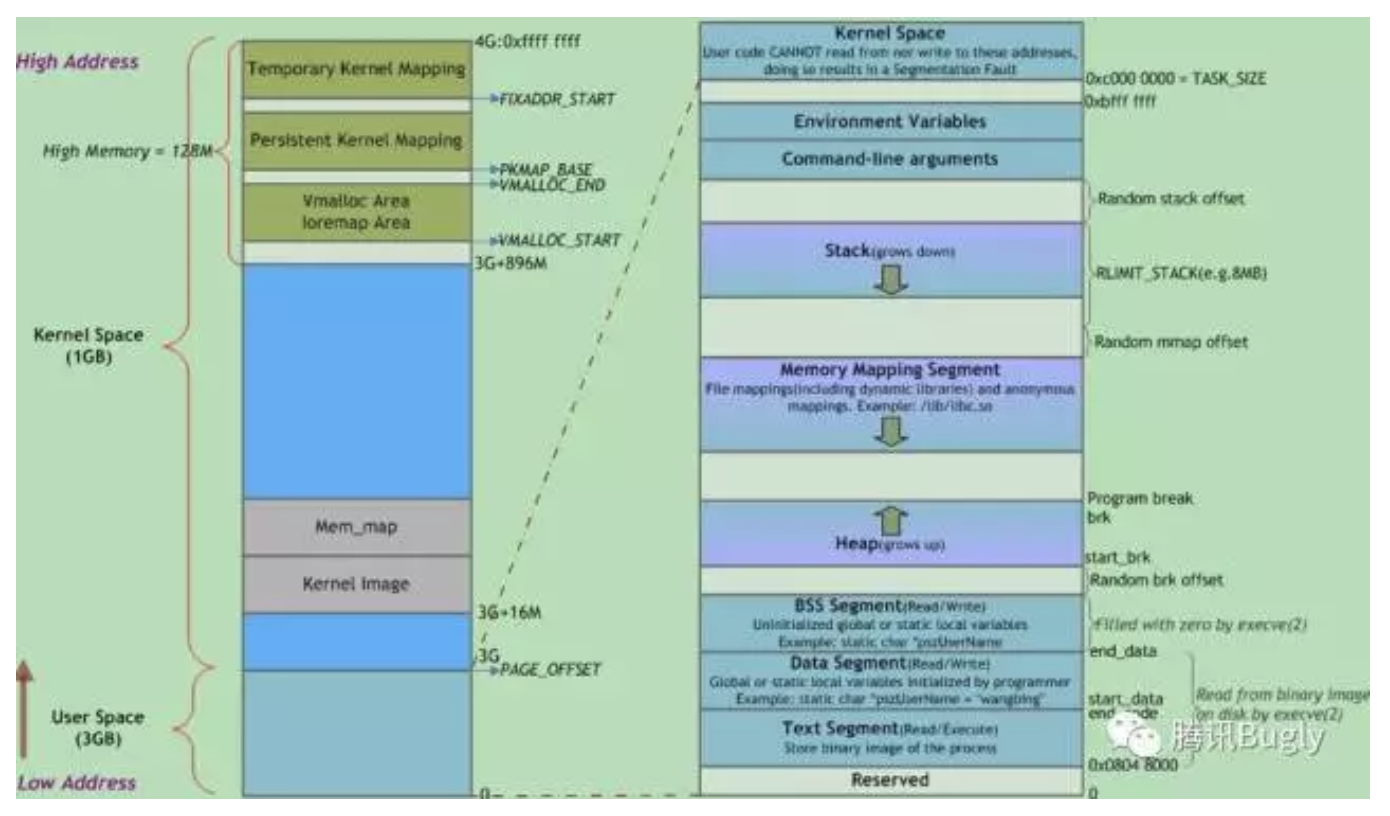 High Address
4G:0xffff ffff
Temporary Kernel Mapping
FIXADDR_START
High Memory = 128M
Persistent Kernel Mapping
PKMAP_BASE
VMALLOC_END
Vmalloc Area
Ioremap Area
VMALLOC_START
3G+896M
Kernel Space
(1GB)
Mem_map
Kernel Image
3G+16M
3G
PAGE_OFFSET
User Space
(3GB)
Low Address
0
Kernel Space
User code CANNOT read from nor write to these addresses,
doing so results in a Segmentation Fault
0xc000 0000 = TASK_SIZE
0xbfff ffff
Environment Variables
Command-line arguments
Random stack offset
Stack(grows down)
RLIMIT_STACK(e.g.8MB)
Random mmap offset
Memory Mapping Segment
File mappings(including dynamic libraries) and anonymous
mappings. Example: /lib/libc.so
Program break
brk
Heap(grows up)
start_brk
Random brk offset
BSS Segment(Read/Write)
Uninitialized global or static local variables
Example: static char *pszUserName
Filled with zero by execve(2)
end_data
Data Segment(Read/Write)
Global or static local variables initialized by programmer
Example: static char *pszUserName = "wangbing"
start_data
end_code
Read from binary image
on disk by execve(2)
Text Segment(Read/Execute)
Store binary image of the process
腾讯Bugly
0x0804 8000
Reserved
0